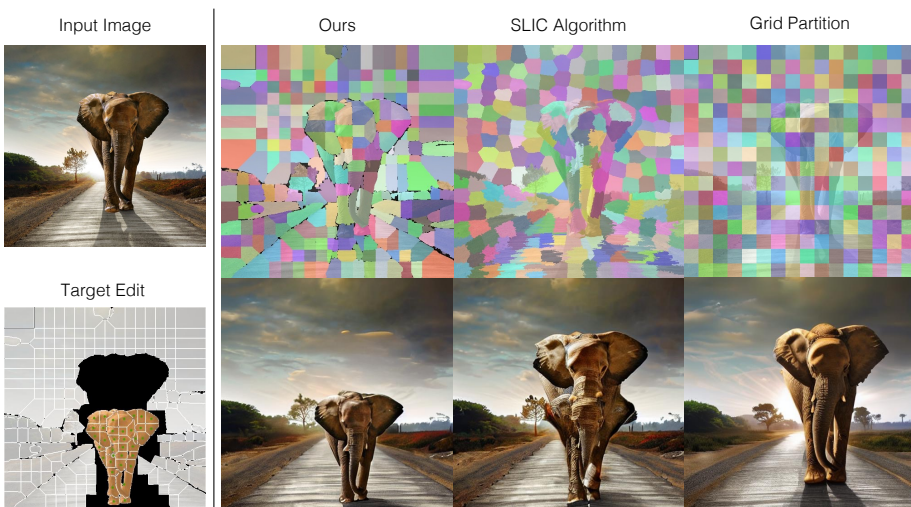 Input Image
Ours
SLIC Algorithm
Grid Partition
Target Edit